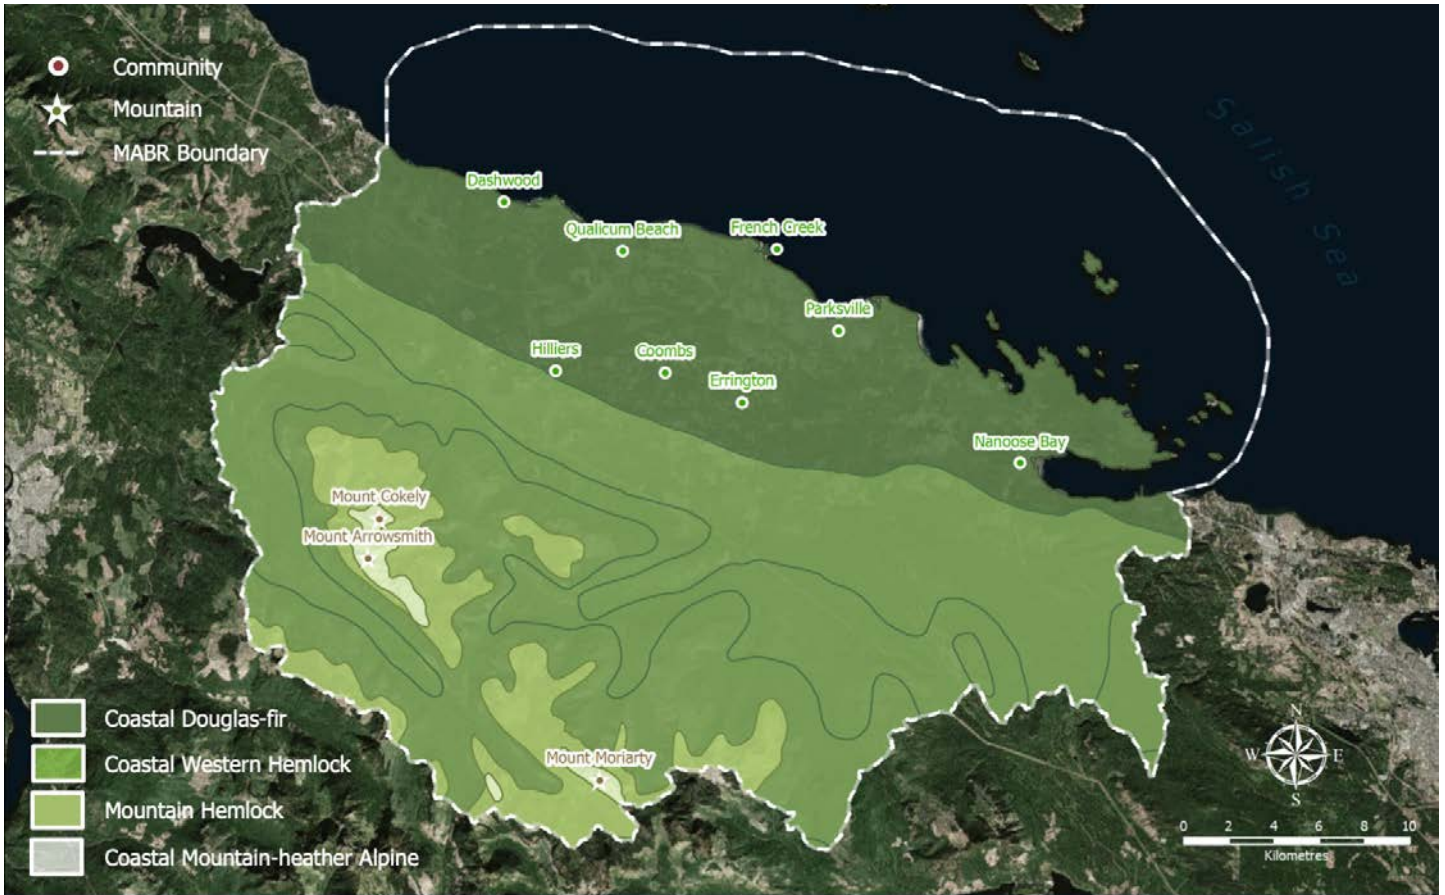 Community
Mountain
MABR Boundary
Salish Sea
Dashwood
Qualicum Beach
French Creek
Parksville
Hilliers
Coombs
Errington
Nanoose Bay
Mount Cokely
Mount Arrowsmith
Mount Moriarty
Coastal Douglas-fir
Coastal Western Hemlock
Mountain Hemlock
Coastal Mountain-heather Alpine
N
W E
S
0 2 4 6 8 10
Kilometres